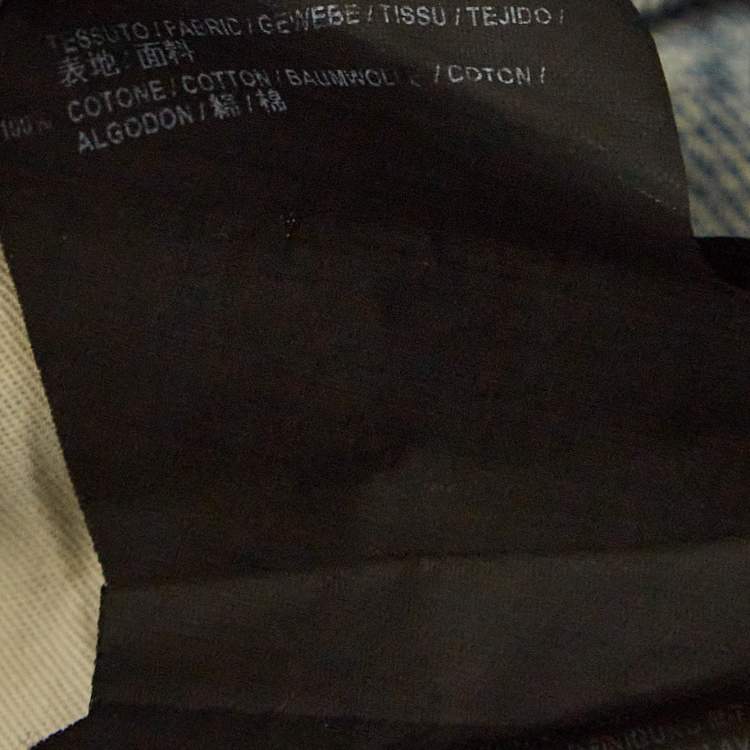 TESSUTO / FABRIC / GEWEBE / TISSU / TEJIDO /
表地 / 面料
100% COTONE / COTTON / BAUMWOLLE / COTON /
ALGODON / 綿 / 棉